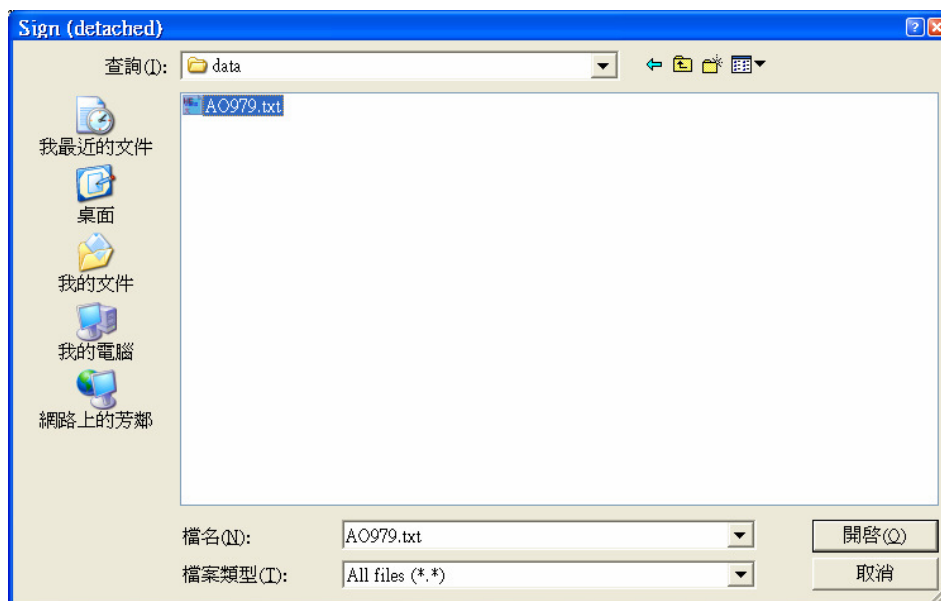 Sign (detached)
查詢(I): data
AO979.txt
我最近的文件
桌面
我的文件
我的電腦
網路上的芳鄰
檔名(N): AO979.txt 開啓(O)
檔案類型(T): All files (*.*) 取消